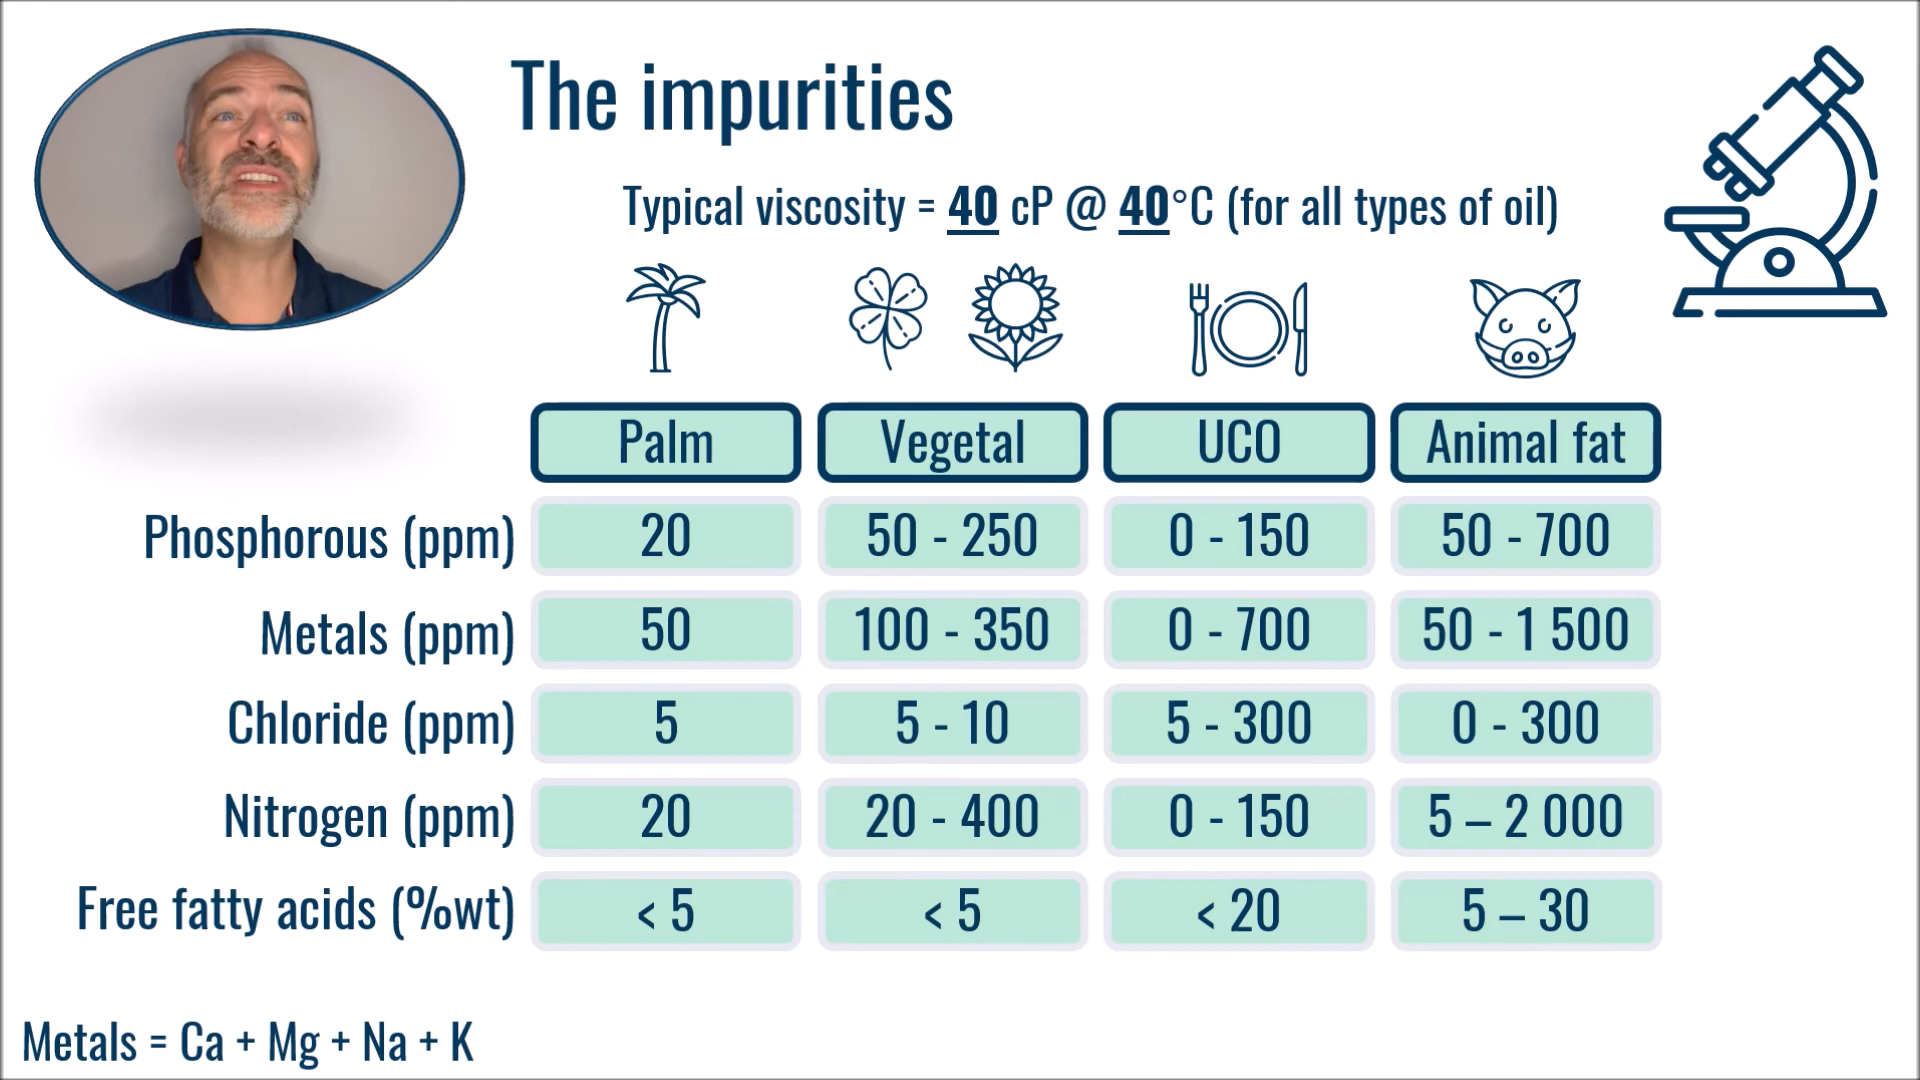 The impurities
Typical viscosity = 40 cP @ 40°C (for all types of oil)
Palm Vegetal UCO Animal fat
Phosphorous (ppm) 20 50 - 250 0 - 150 50 - 700
Metals (ppm) 50 100 - 350 0 - 700 50 - 1 500
Chloride (ppm) 5 5 - 10 5 - 300 0 - 300
Nitrogen (ppm) 20 20 - 400 0 - 150 5 – 2 000
Free fatty acids (%wt) < 5 < 5 < 20 5 – 30
Metals = Ca + Mg + Na + K